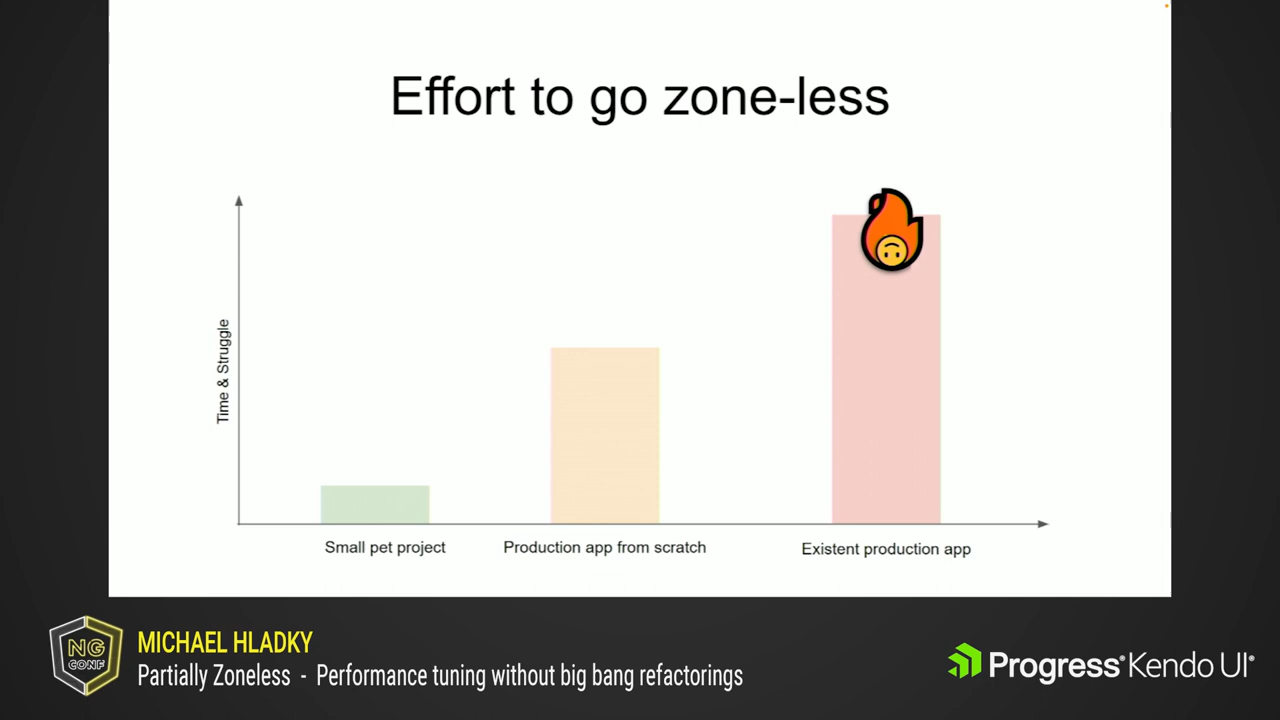 Effort to go zone-less
Time & Struggle
Small pet project
Production app from scratch
Existent production app
NG
CONF
MICHAEL HLADKY
Partially Zoneless - Performance tuning without big bang refactorings
Progress® Kendo UI®